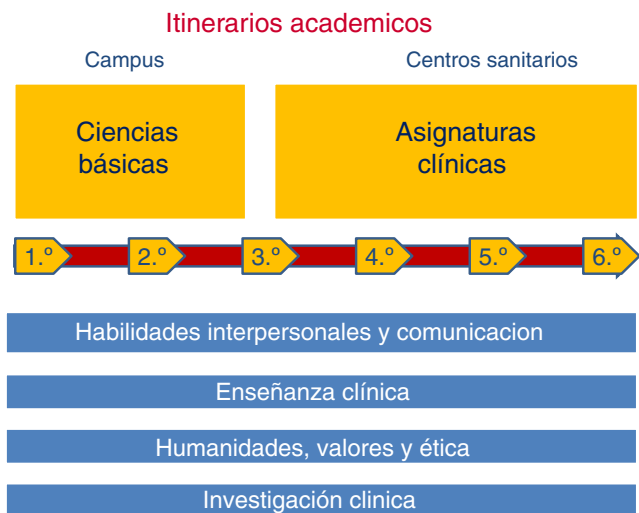 Itinerarios academicos
Campus
Centros sanitarios
Ciencias
básicas
Asignaturas
clínicas
1.º 2.º 3.º 4.º 5.º 6.º
Habilidades interpersonales y comunicacion
Enseñanza clínica
Humanidades, valores y ética
Investigación clinica